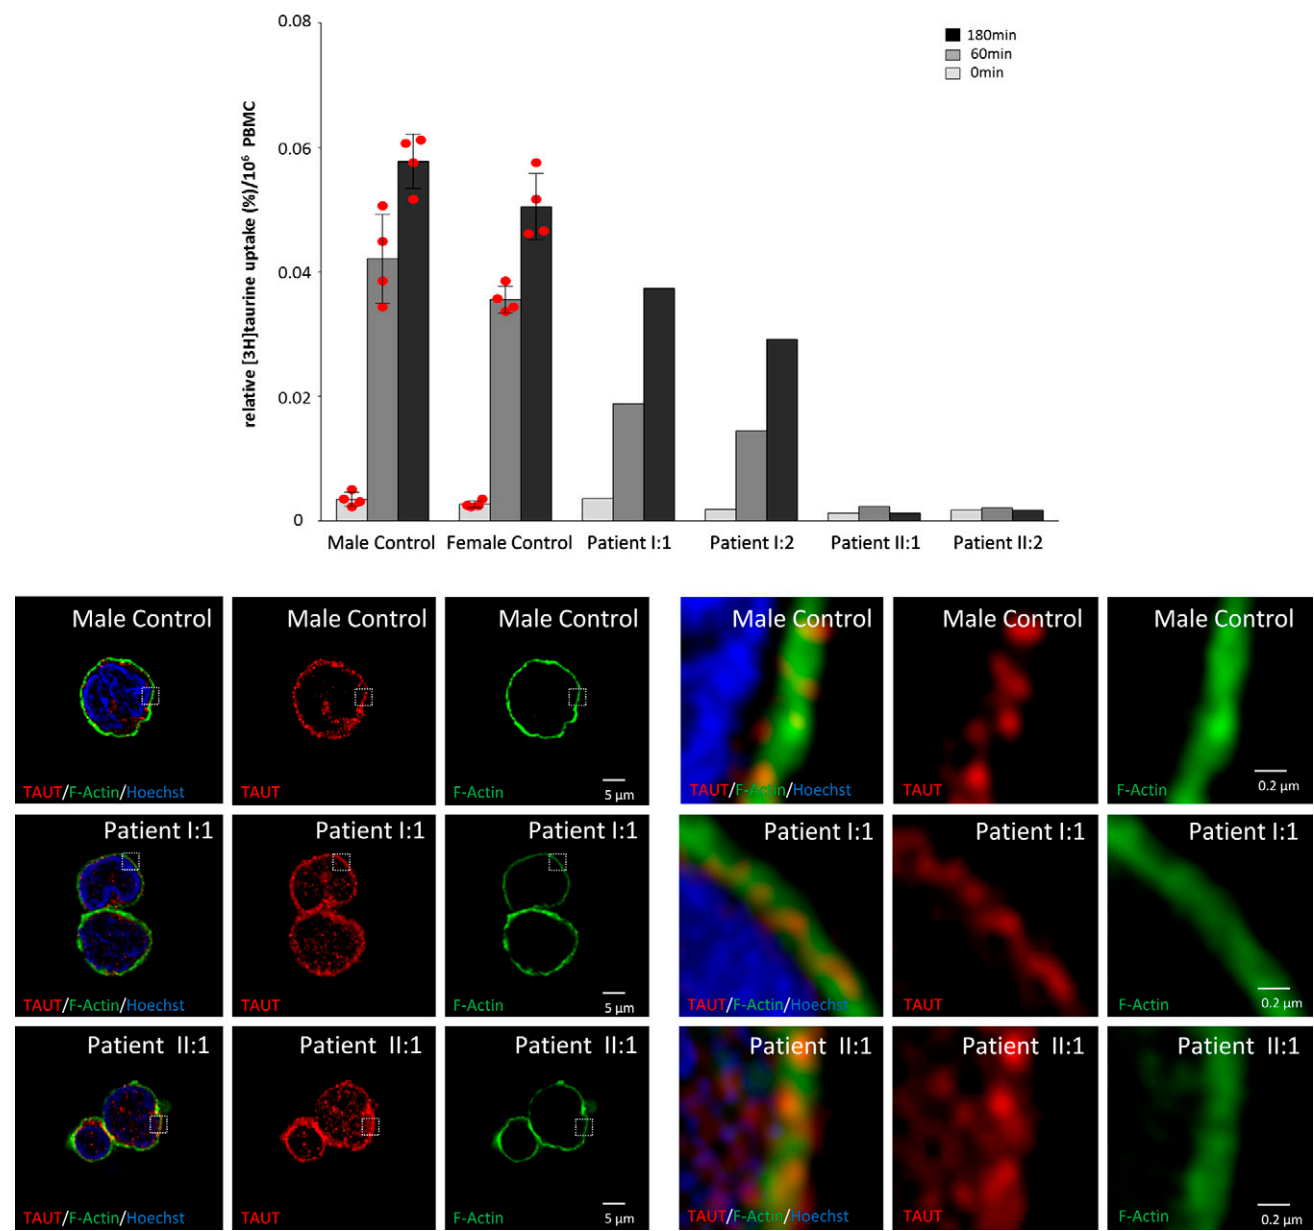 0.08
180min
60min
0min
relative [3H]taurine uptake (%)/10⁶ PBMC
0.06
0.04
0.02
0
Male Control Female Control Patient I:1 Patient I:2 Patient II:1 Patient II:2
Male Control Male Control Male Control Male Control Male Control Male Control
5 µm 0.2 µm
TAUT/F-Actin/Hoechst TAUT F-Actin TAUT/F-Actin/Hoechst TAUT F-Actin
Patient I:1 Patient I:1 Patient I:1 Patient I:1 Patient I:1 Patient I:1
5 µm 0.2 µm
TAUT/F-Actin/Hoechst TAUT F-Actin TAUT/F-Actin/Hoechst TAUT F-Actin
Patient II:1 Patient II:1 Patient II:1 Patient II:1 Patient II:1 Patient II:1
5 µm 0.2 µm
TAUT/F-Actin/Hoechst TAUT F-Actin TAUT/F-Actin/Hoechst TAUT F-Actin